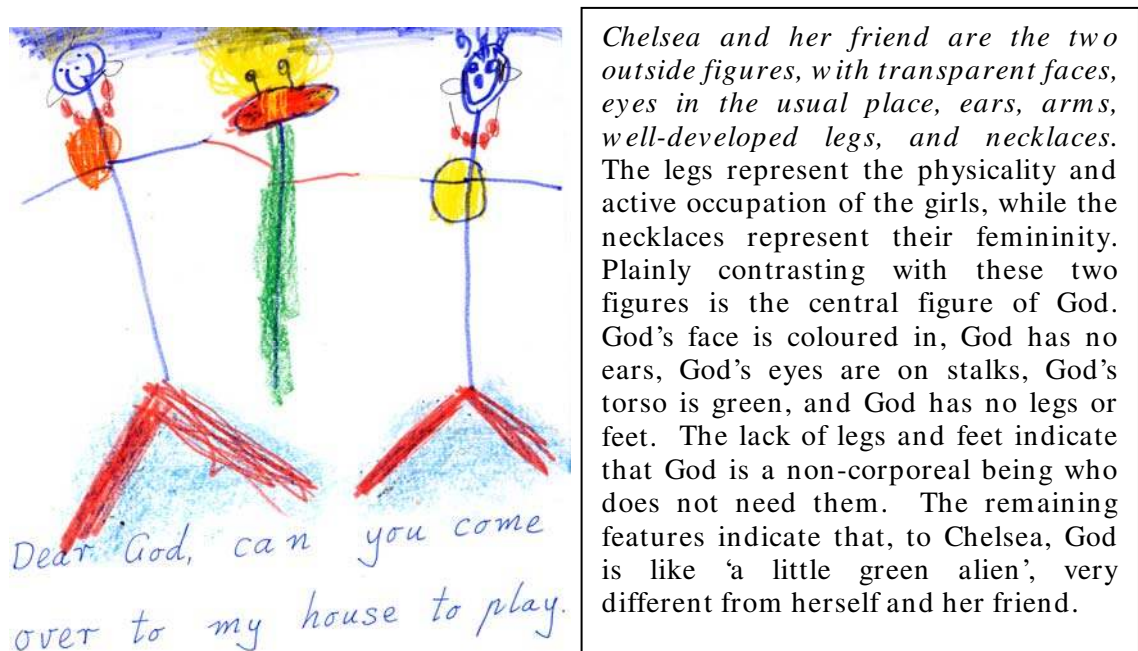 Dear God, can you come
over to my house to play.
Chelsea and her friend are the two
outside figures, with transparent faces,
eyes in the usual place, ears, arms,
well-developed legs, and necklaces.
The legs represent the physicality and
active occupation of the girls, while the
necklaces represent their femininity.
Plainly contrasting with these two
figures is the central figure of God.
God's face is coloured in, God has no
ears, God's eyes are on stalks, God's
torso is green, and God has no legs or
feet. The lack of legs and feet indicate
that God is a non-corporeal being who
does not need them. The remaining
features indicate that, to Chelsea, God
is like ‘a little green alien’, very
different from herself and her friend.